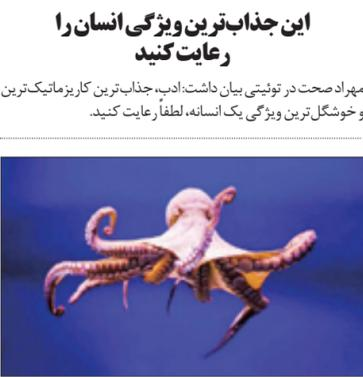 این جذاب‌ترین ویژگی انسان را
رعایت کنید
مهراد صحت در توئیتی بیان داشت: ادب، جذاب‌ترین کاریزماتیک‌ترین
و خوشگل‌ترین ویژگی یک انسانه، لطفاً رعایت کنید.